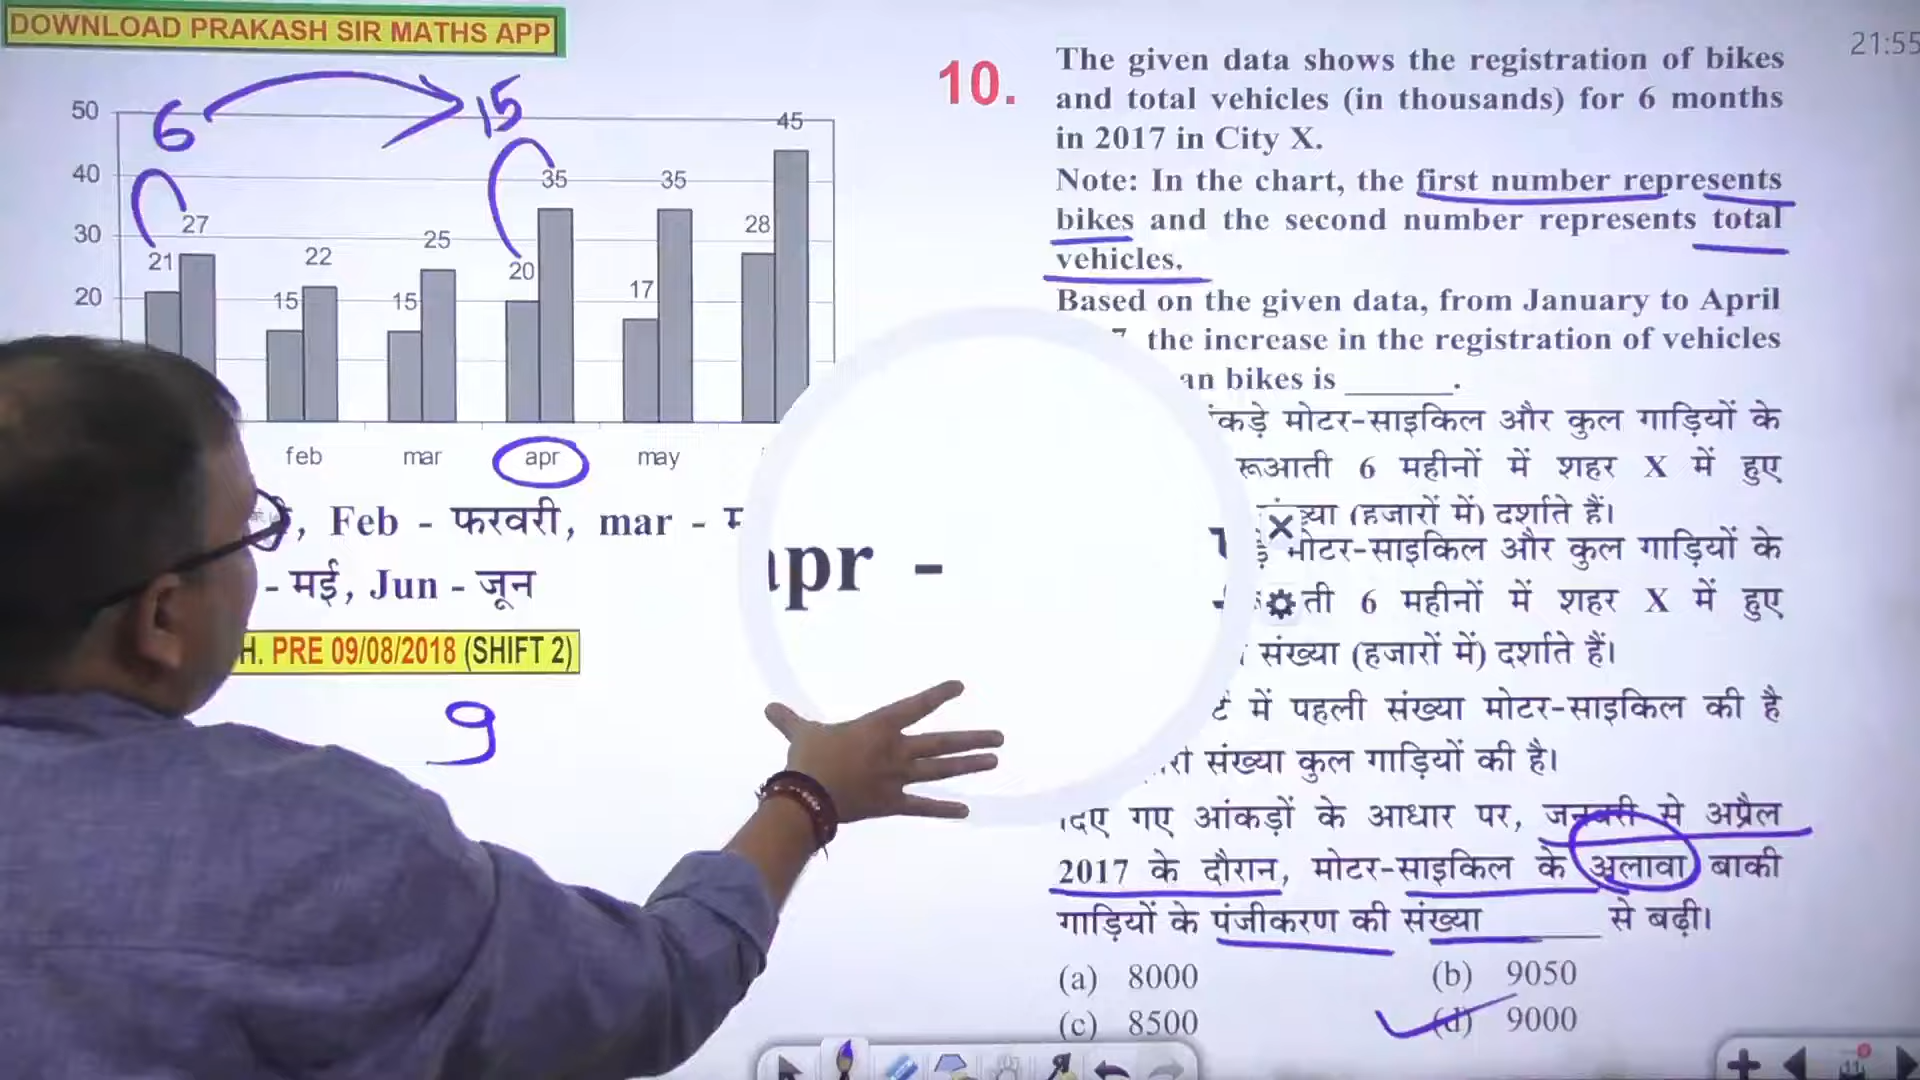 DOWNLOAD PRAKASH SIR MATHS APP
21:55
10.
The given data shows the registration of bikes
and total vehicles (in thousands) for 6 months
in 2017 in City X.
Note: In the chart, the first number represents
bikes and the second number represents total
vehicles.
Based on the given data, from January to April
the increase in the registration of vehicles
bikes is ______.
मोटर-साइकिल और कुल गाड़ियों के
6 महीनों में शहर X में हुए
(हजारों में) दर्शाते हैं।
मोटर-साइकिल और कुल गाड़ियों के
6 महीनों में शहर X में हुए
संख्या (हजारों में) दर्शाते हैं।
में पहली संख्या मोटर-साइकिल की है
संख्या कुल गाड़ियों की है।
दिए गए आंकड़ों के आधार पर, जनवरी से अप्रैल
2017 के दौरान, मोटर-साइकिल के अलावा बाकी
गाड़ियों के पंजीकरण की संख्या ______ से बढ़ी।
(a) 8000 (b) 9050
(c) 8500 (d) 9000
6 15
50
40
30
20
21 27 15 22 15 25 20 35 17 35 28 45
feb mar apr may
, Feb - फरवरी, mar -
- मई, Jun - जून
apr -
H. PRE 09/08/2018 (SHIFT 2)
9